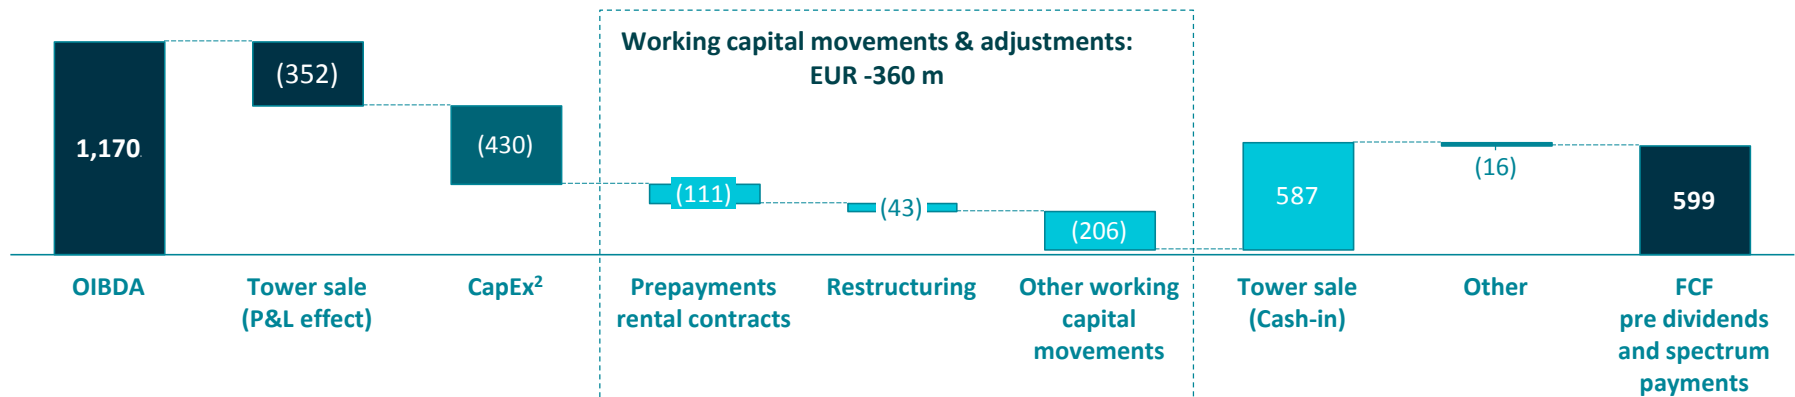 Working capital movements & adjustments:
EUR -360 m
1,170
(352)
(430)
(111)
(43)
(206)
587
(16)
599
OIBDA
Tower sale
(P&L effect)
CapEx²
Prepayments
rental contracts
Restructuring
Other working
capital
movements
Tower sale
(Cash-in)
Other
FCF
pre dividends
and spectrum
payments